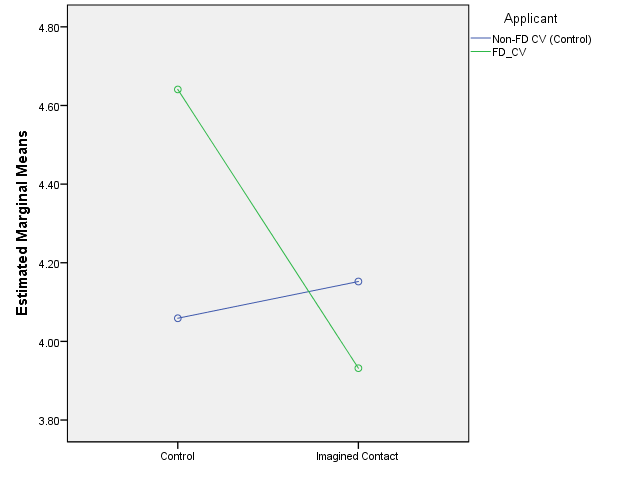 Applicant
Non-FD CV (Control)
FD_CV
Estimated Marginal Means
4.80
4.60
4.40
4.20
4.00
3.80
Control
Imagined Contact